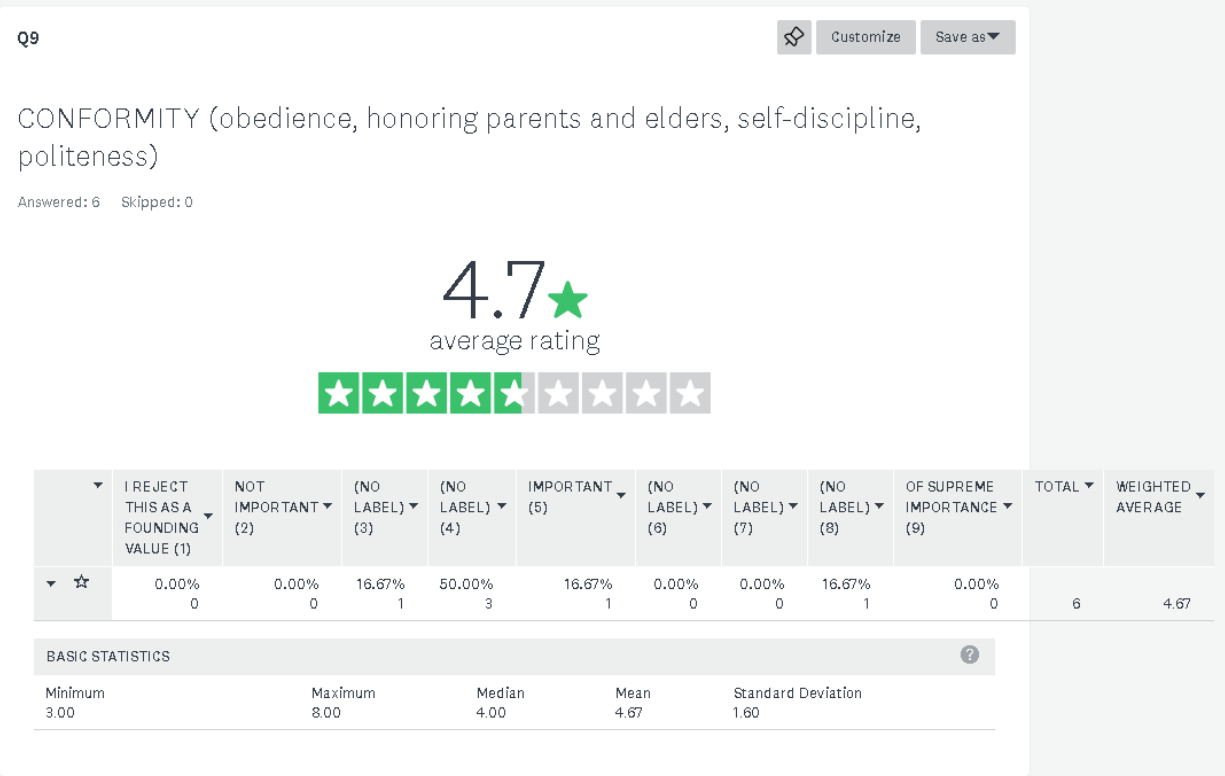 Q9
Customize
Save as
CONFORMITY (obedience, honoring parents and elders, self-discipline,
politeness)
Answered: 6 Skipped: 0
4.7
average rating
I REJECT THIS AS A FOUNDING VALUE (1) NOT IMPORTANT (2) (NO LABEL) (3) (NO LABEL) (4) IMPORTANT (5) (NO LABEL) (6) (NO LABEL) (7) (NO LABEL) (8) OF SUPREME IMPORTANCE (9) TOTAL WEIGHTED AVERAGE
0.00% 0.00% 16.67% 50.00% 16.67% 0.00% 0.00% 16.67% 0.00%
0 0 1 3 1 0 0 1 0 6 4.67
BASIC STATISTICS ?
Minimum Maximum Median Mean Standard Deviation
3.00 8.00 4.00 4.67 1.60